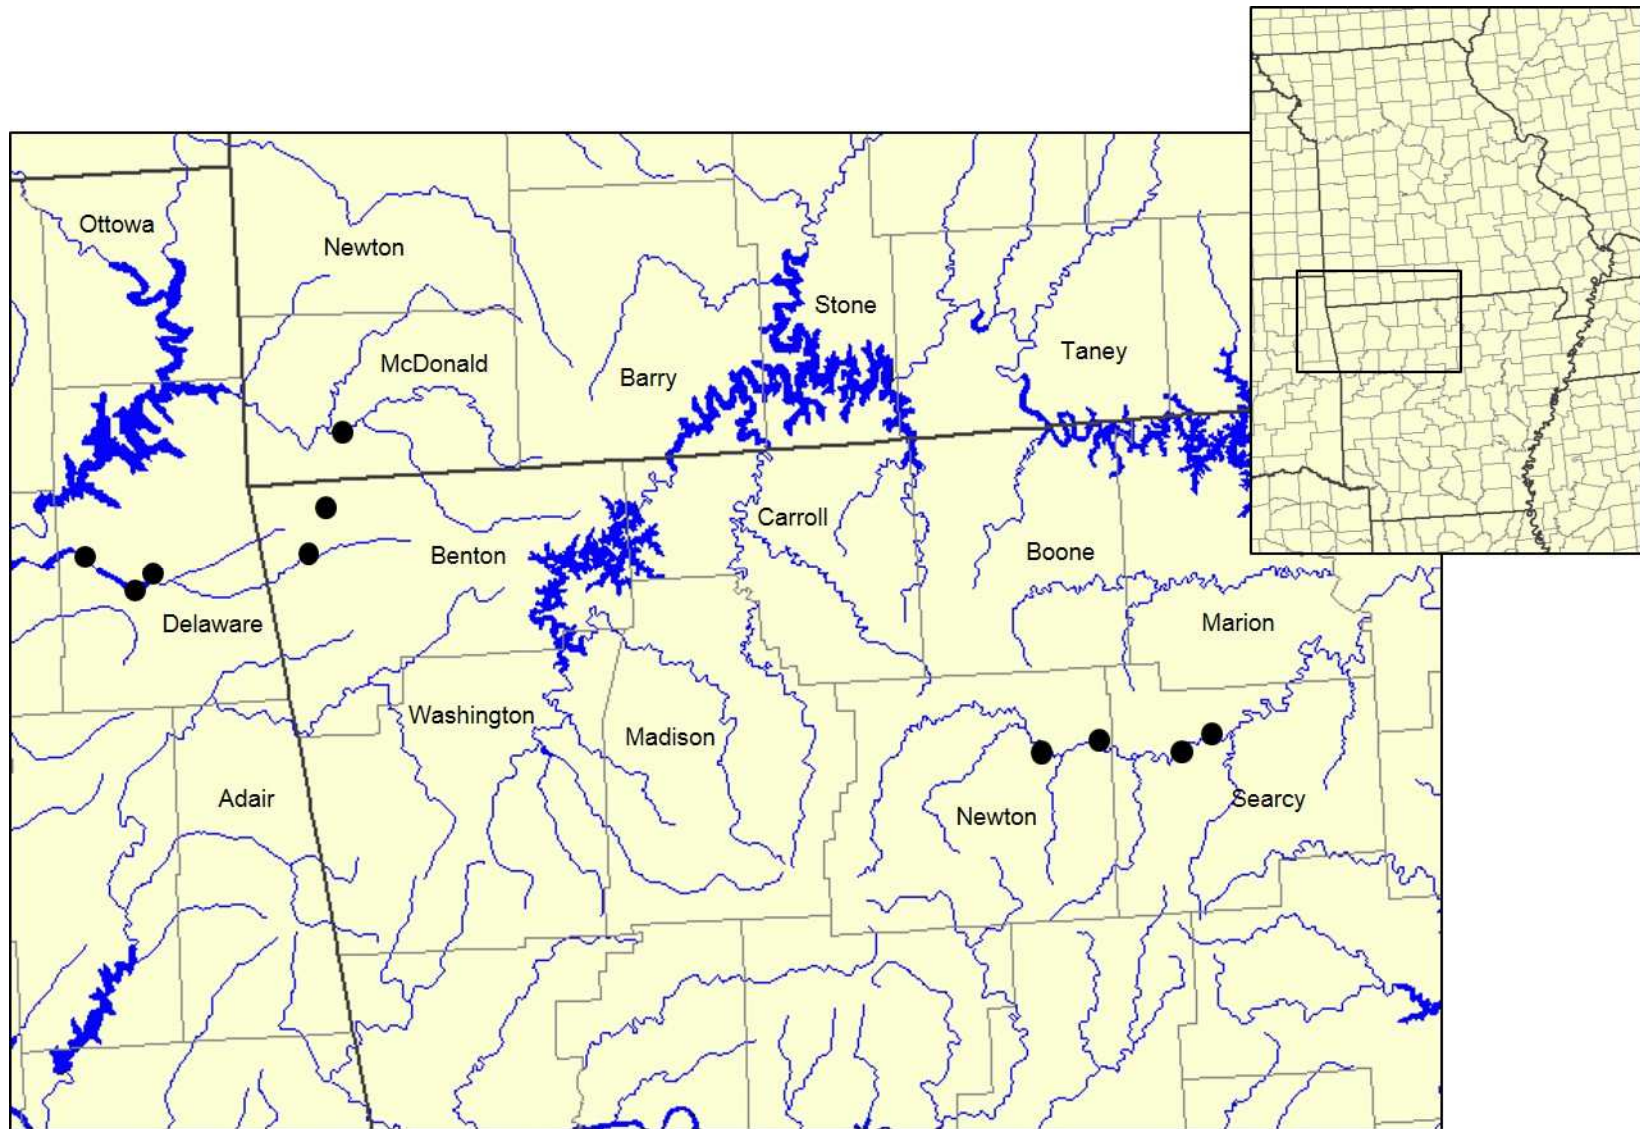 Ottowa
Newton
Stone
Taney
McDonald
Barry
Carroll
Benton
Boone
Delaware
Marion
Washington
Madison
Adair
Newton
Searcy